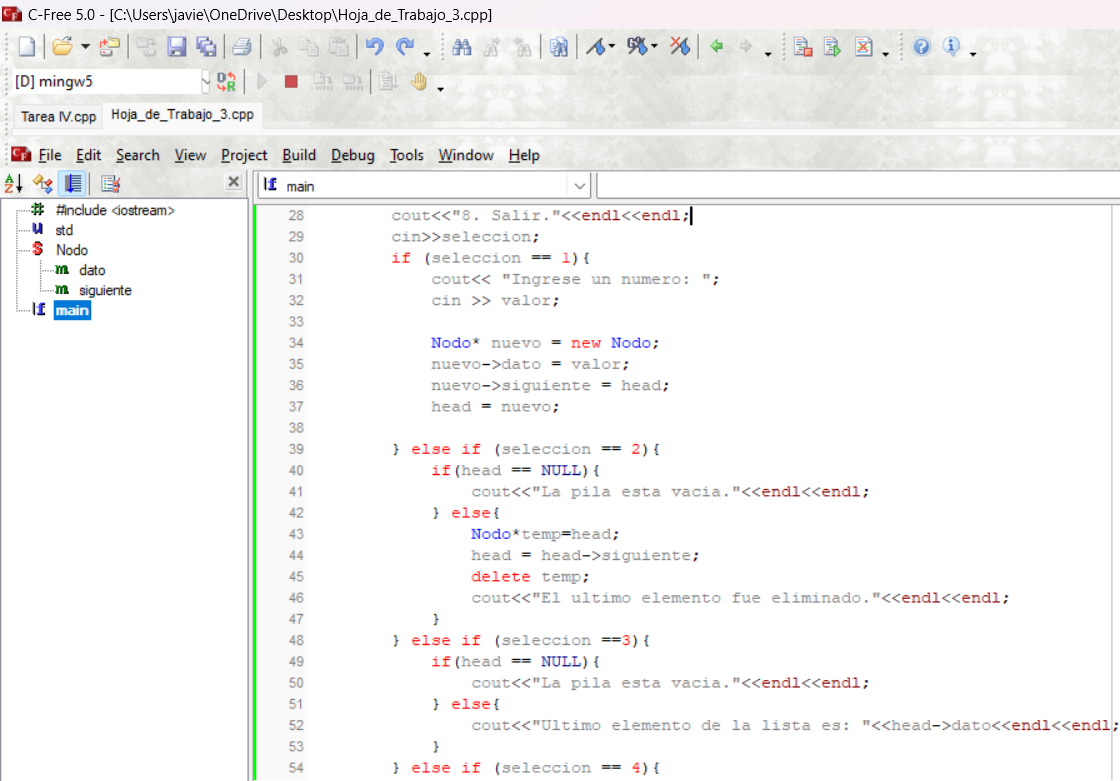 C-Free 5.0 - [C:\Users\javie\OneDrive\Desktop\Hoja_de_Trabajo_3.cpp]
[D] mingw5
Tarea IV.cpp Hoja_de_Trabajo_3.cpp
File Edit Search View Project Build Debug Tools Window Help
main
#include <iostream>
std
Nodo
dato
siguiente
main
28 cout<<"8. Salir."<<endl<<endl;
29 cin>>seleccion;
30 if (seleccion == 1){
31 cout<< "Ingrese un numero: ";
32 cin >> valor;
33
34 Nodo* nuevo = new Nodo;
35 nuevo->dato = valor;
36 nuevo->siguiente = head;
37 head = nuevo;
38
39 } else if (seleccion == 2){
40 if(head == NULL){
41 cout<<"La pila esta vacia."<<endl<<endl;
42 } else{
43 Nodo*temp=head;
44 head = head->siguiente;
45 delete temp;
46 cout<<"El ultimo elemento fue eliminado."<<endl<<endl;
47 }
48 } else if (seleccion ==3){
49 if(head == NULL){
50 cout<<"La pila esta vacia."<<endl<<endl;
51 } else{
52 cout<<"Ultimo elemento de la lista es: "<<head->dato<<endl<<endl;
53 }
54 } else if (seleccion == 4){